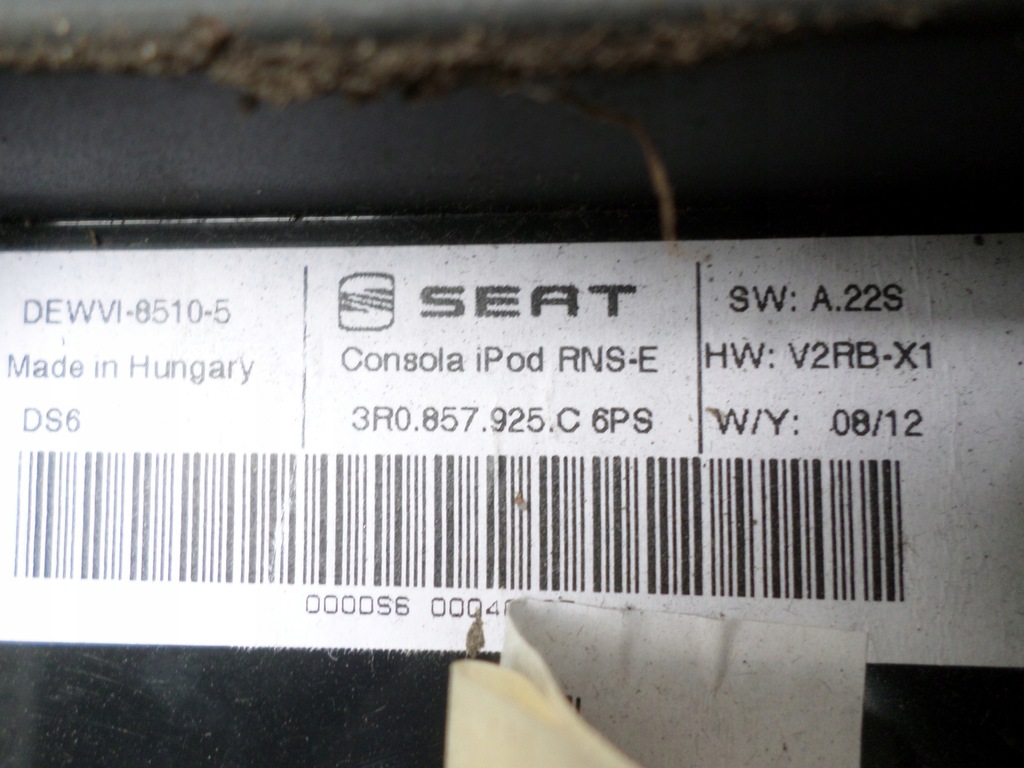 DEWVI-8510-5
Made in Hungary
DS6
SEAT
Consola iPod RNS-E
3R0.857.925.C 6PS
SW: A.22S
HW: V2RB-X1
W/Y: 08/12
000DS6